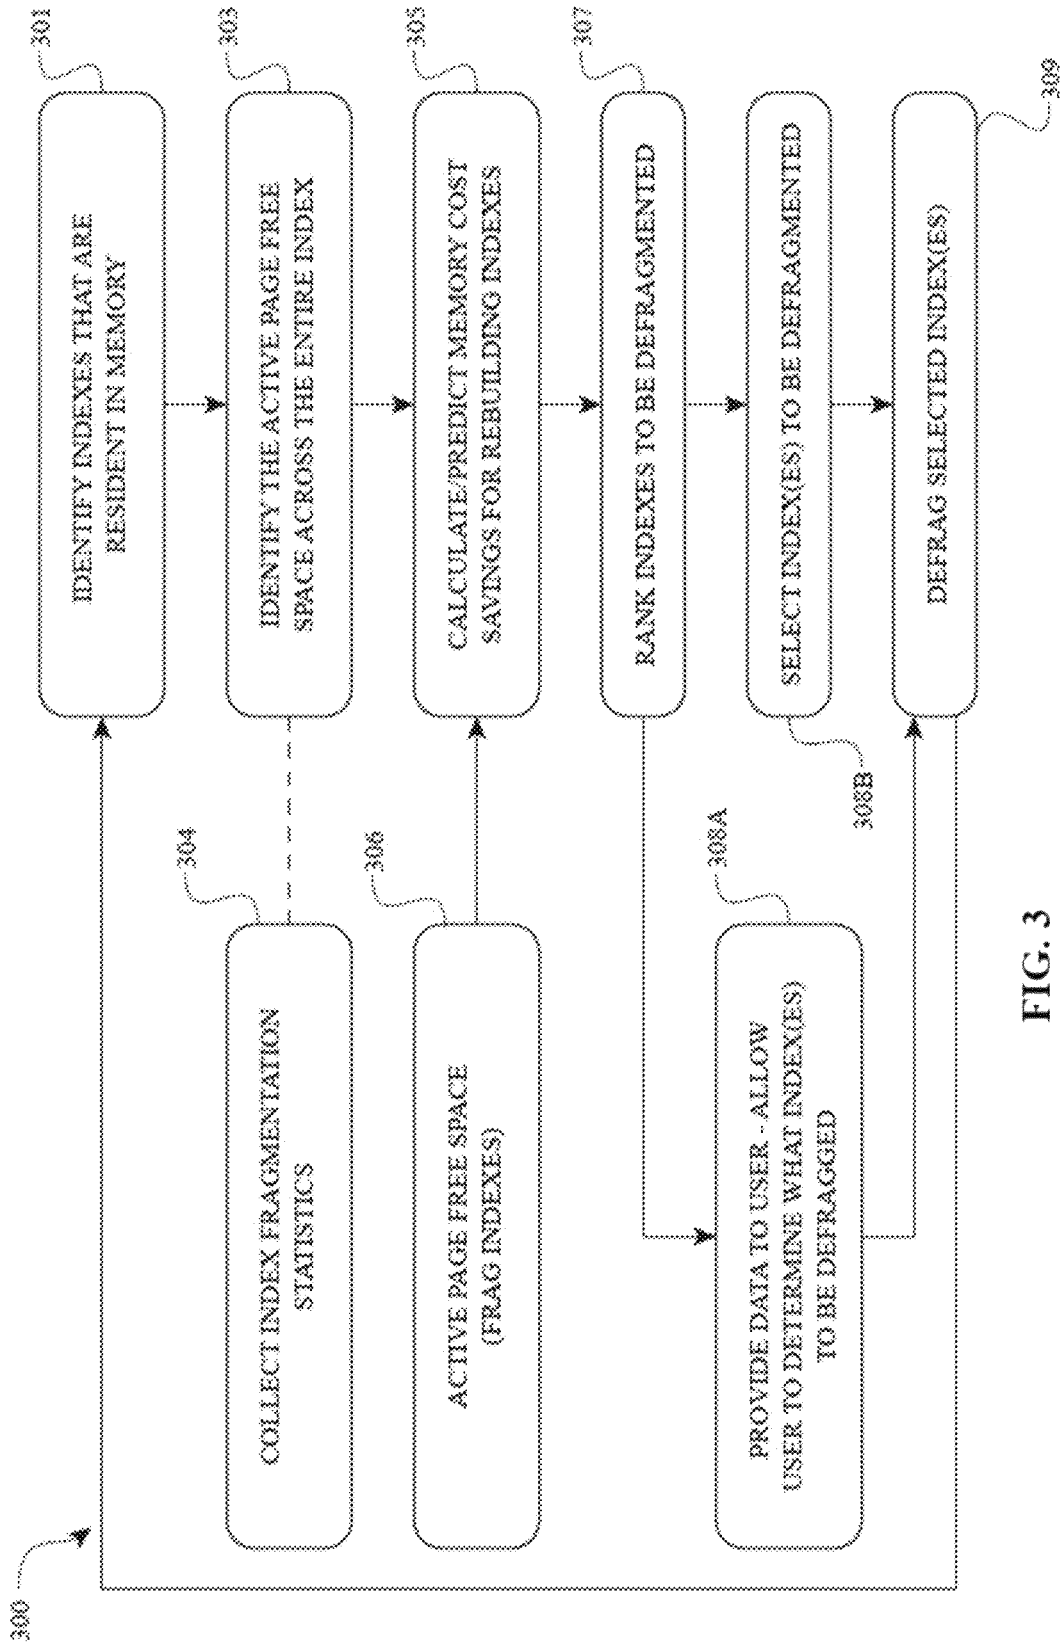 300
301
IDENTIFY INDEXES THAT ARE
RESIDENT IN MEMORY
303
IDENTIFY THE ACTIVE PAGE FREE
SPACE ACROSS THE ENTIRE INDEX
304
COLLECT INDEX FRAGMENTATION
STATISTICS
305
CALCULATE/PREDICT MEMORY COST
SAVINGS FOR REBUILDING INDEXES
306
ACTIVE PAGE FREE SPACE
(FRAG INDEXES)
307
RANK INDEXES TO BE DEFRAGMENTED
308A
PROVIDE DATA TO USER - ALLOW
USER TO DETERMINE WHAT INDEX(ES)
TO BE DEFRAGGED
308B
SELECT INDEX(ES) TO BE DEFRAGMENTED
309
DEFRAG SELECTED INDEX(ES)
FIG. 3